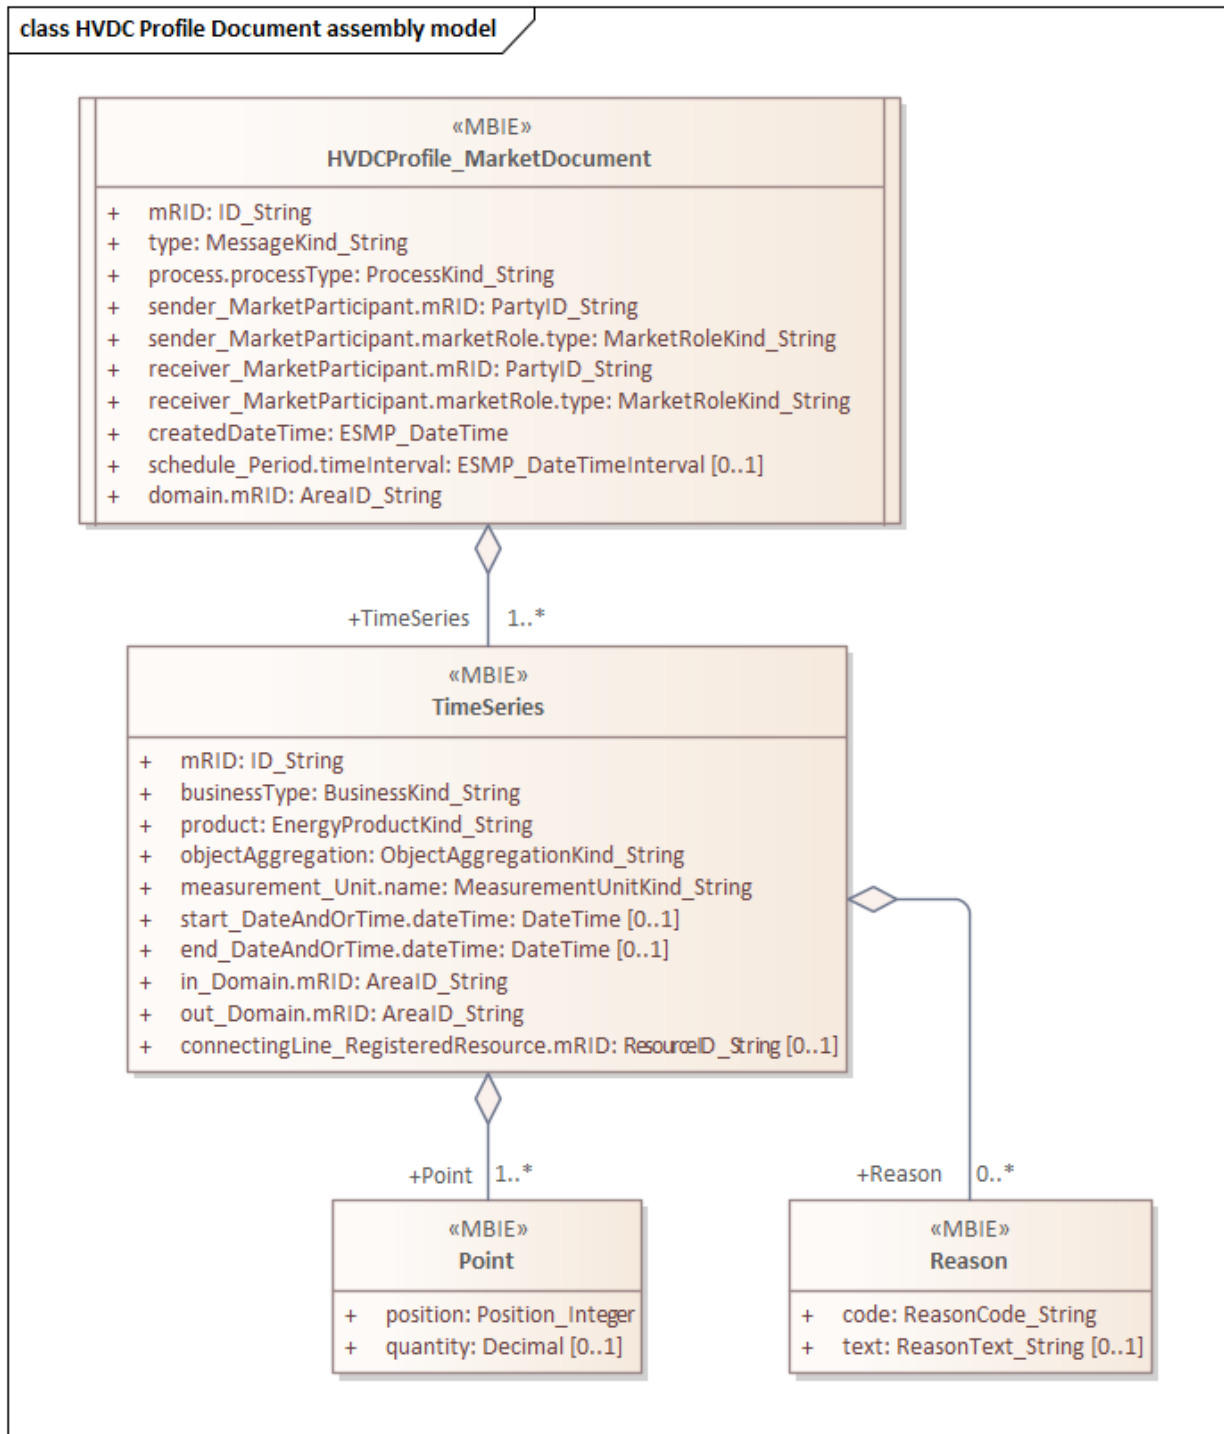 class HVDC Profile Document assembly model
«MBIE»
HVDCProfile_MarketDocument
+ mRID: ID_String
+ type: MessageKind_String
+ process.processType: ProcessKind_String
+ sender_MarketParticipant.mRID: PartyID_String
+ sender_MarketParticipant.marketRole.type: MarketRoleKind_String
+ receiver_MarketParticipant.mRID: PartyID_String
+ receiver_MarketParticipant.marketRole.type: MarketRoleKind_String
+ createdDateTime: ESMP_DateTime
+ schedule_Period.timeInterval: ESMP_DateTimeInterval [0..1]
+ domain.mRID: AreaID_String
+TimeSeries 1..*
«MBIE»
TimeSeries
+ mRID: ID_String
+ businessType: BusinessKind_String
+ product: EnergyProductKind_String
+ objectAggregation: ObjectAggregationKind_String
+ measurement_Unit.name: MeasurementUnitKind_String
+ start_DateAndOrTime.dateTime: DateTime [0..1]
+ end_DateAndOrTime.dateTime: DateTime [0..1]
+ in_Domain.mRID: AreaID_String
+ out_Domain.mRID: AreaID_String
+ connectingLine_RegisteredResource.mRID: ResourceID_String [0..1]
+Point 1..*
«MBIE»
Point
+ position: Position_Integer
+ quantity: Decimal [0..1]
+Reason 0..*
«MBIE»
Reason
+ code: ReasonCode_String
+ text: ReasonText_String [0..1]